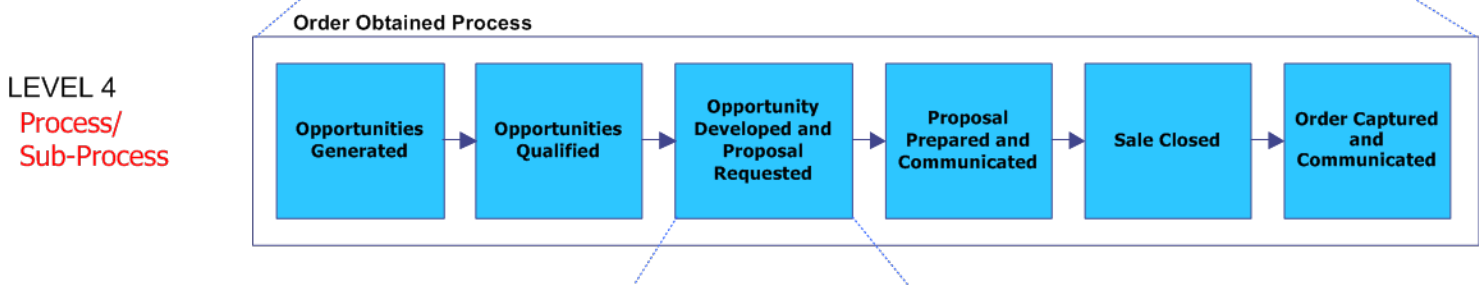 Order Obtained Process
LEVEL 4
Process/
Sub-Process
Opportunities
Generated
Opportunities
Qualified
Opportunity
Developed and
Proposal
Requested
Proposal
Prepared and
Communicated
Sale Closed
Order Captured
and
Communicated